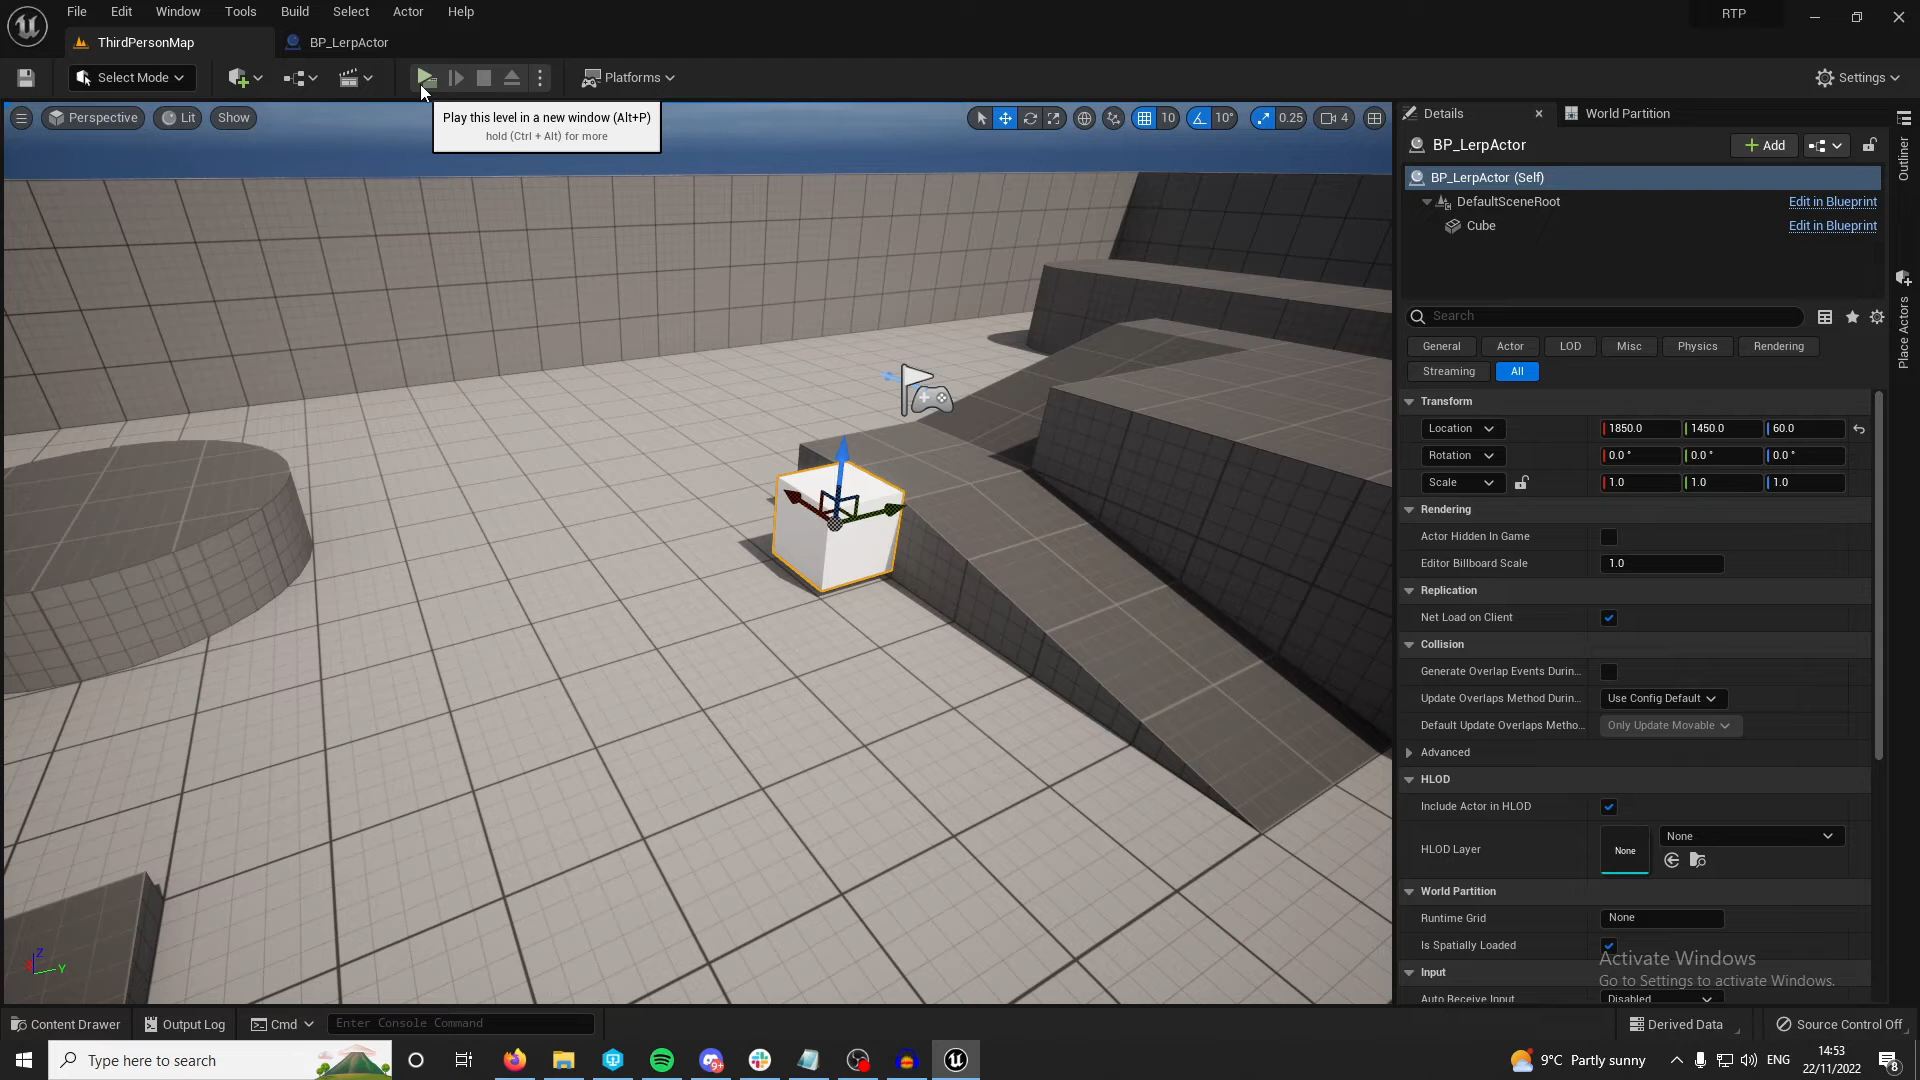 File Edit Window Tools Build Select Actor Help
RTP
ThirdPersonMap BP_LerpActor
Select Mode Platforms Settings
Perspective Lit Show
Play this level in a new window (Alt+P)
hold (Ctrl + Alt) for more
10 10° 0.25 4
Details World Partition
BP_LerpActor Add
BP_LerpActor (Self)
DefaultSceneRoot Edit in Blueprint
Cube Edit in Blueprint
Outliner
Place Actors
Search
General Actor LOD Misc Physics Rendering
Streaming All
Transform
Location 1850.0 1450.0 60.0
Rotation 0.0° 0.0° 0.0°
Scale 1.0 1.0 1.0
Rendering
Actor Hidden In Game
Editor Billboard Scale 1.0
Replication
Net Load on Client
Collision
Generate Overlap Events Durin...
Update Overlaps Method Durin... Use Config Default
Default Update Overlaps Metho... Only Update Movable
Advanced
HLOD
Include Actor in HLOD
HLOD Layer None None
World Partition
Runtime Grid None
Is Spatially Loaded
Activate Windows
Go to Settings to activate Windows.
Input
Auto Receive Input Disabled
Z
Y
Content Drawer Output Log Cmd Enter Console Command Derived Data Source Control Off
Type here to search 9+ 9°C Partly sunny ENG 14:53
22/11/2022 8